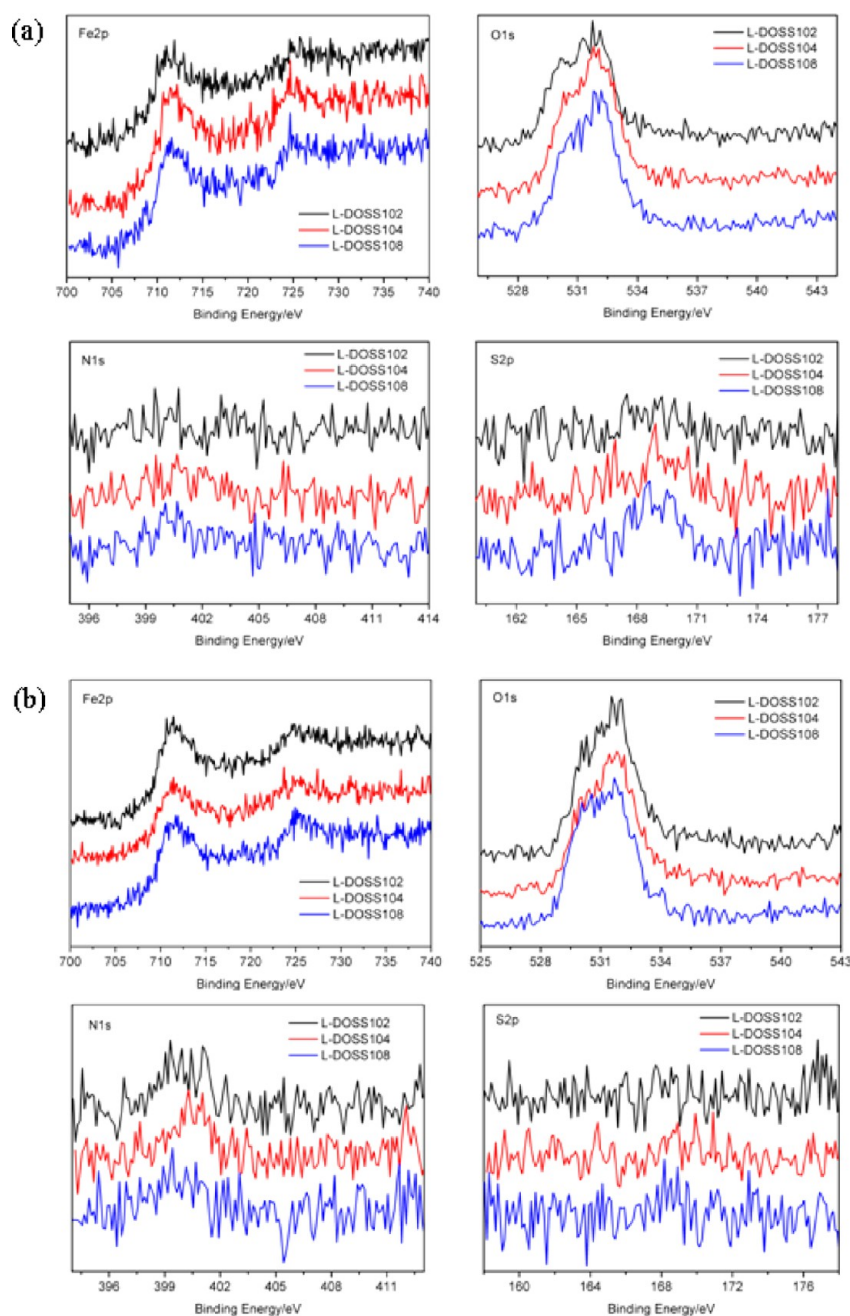 (a)
Fe2p
L-DOSS102
L-DOSS104
L-DOSS108
700 705 710 715 720 725 730 735 740
Binding Energy/eV
O1s
L-DOSS102
L-DOSS104
L-DOSS108
528 531 534 537 540 543
Binding Energy/eV
N1s
L-DOSS102
L-DOSS104
L-DOSS108
396 399 402 405 408 411 414
Binding Energy/eV
S2p
L-DOSS102
L-DOSS104
L-DOSS108
162 165 168 171 174 177
Binding Energy/eV
(b)
Fe2p
L-DOSS102
L-DOSS104
L-DOSS108
700 705 710 715 720 725 730 735 740
Binding Energy/eV
O1s
L-DOSS102
L-DOSS104
L-DOSS108
525 528 531 534 537 540 543
Binding Energy/eV
N1s
L-DOSS102
L-DOSS104
L-DOSS108
396 399 402 405 408 411
Binding Energy/eV
S2p
L-DOSS102
L-DOSS104
L-DOSS108
160 164 168 172 176
Binding Energy/eV